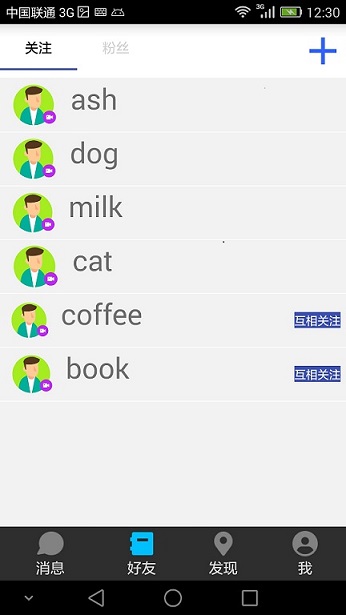 中国联通 3G 3G 12:30
关注 粉丝
ash
dog
milk
cat
coffee 互相关注
book 互相关注
消息 好友 发现 我